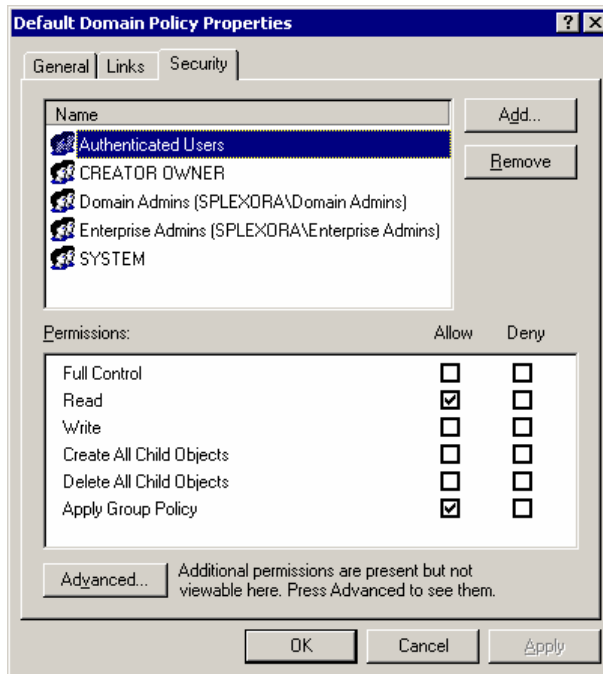 Default Domain Policy Properties
? X
General Links Security
Name
Authenticated Users
CREATOR OWNER
Domain Admins (SPLEXORA\Domain Admins)
Enterprise Admins (SPLEXORA\Enterprise Admins)
SYSTEM
Add...
Remove
Permissions: Allow Deny
Full Control
Read
Write
Create All Child Objects
Delete All Child Objects
Apply Group Policy
Advanced...
Additional permissions are present but not
viewable here. Press Advanced to see them.
OK Cancel Apply